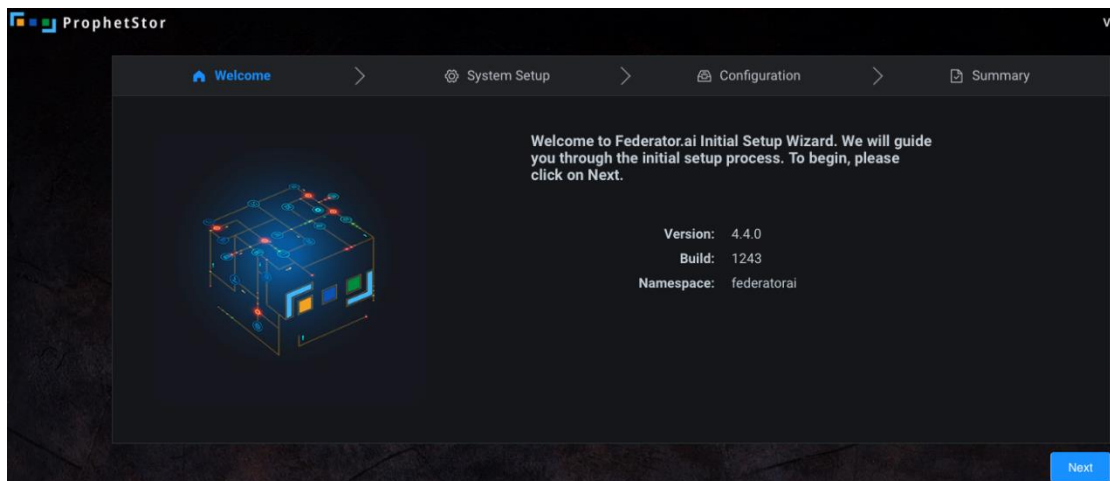 ProphetStor
V
Welcome
System Setup
Configuration
Summary
Welcome to Federator.ai Initial Setup Wizard. We will guide
you through the initial setup process. To begin, please
click on Next.
Version: 4.4.0
Build: 1243
Namespace: federatorai
Next